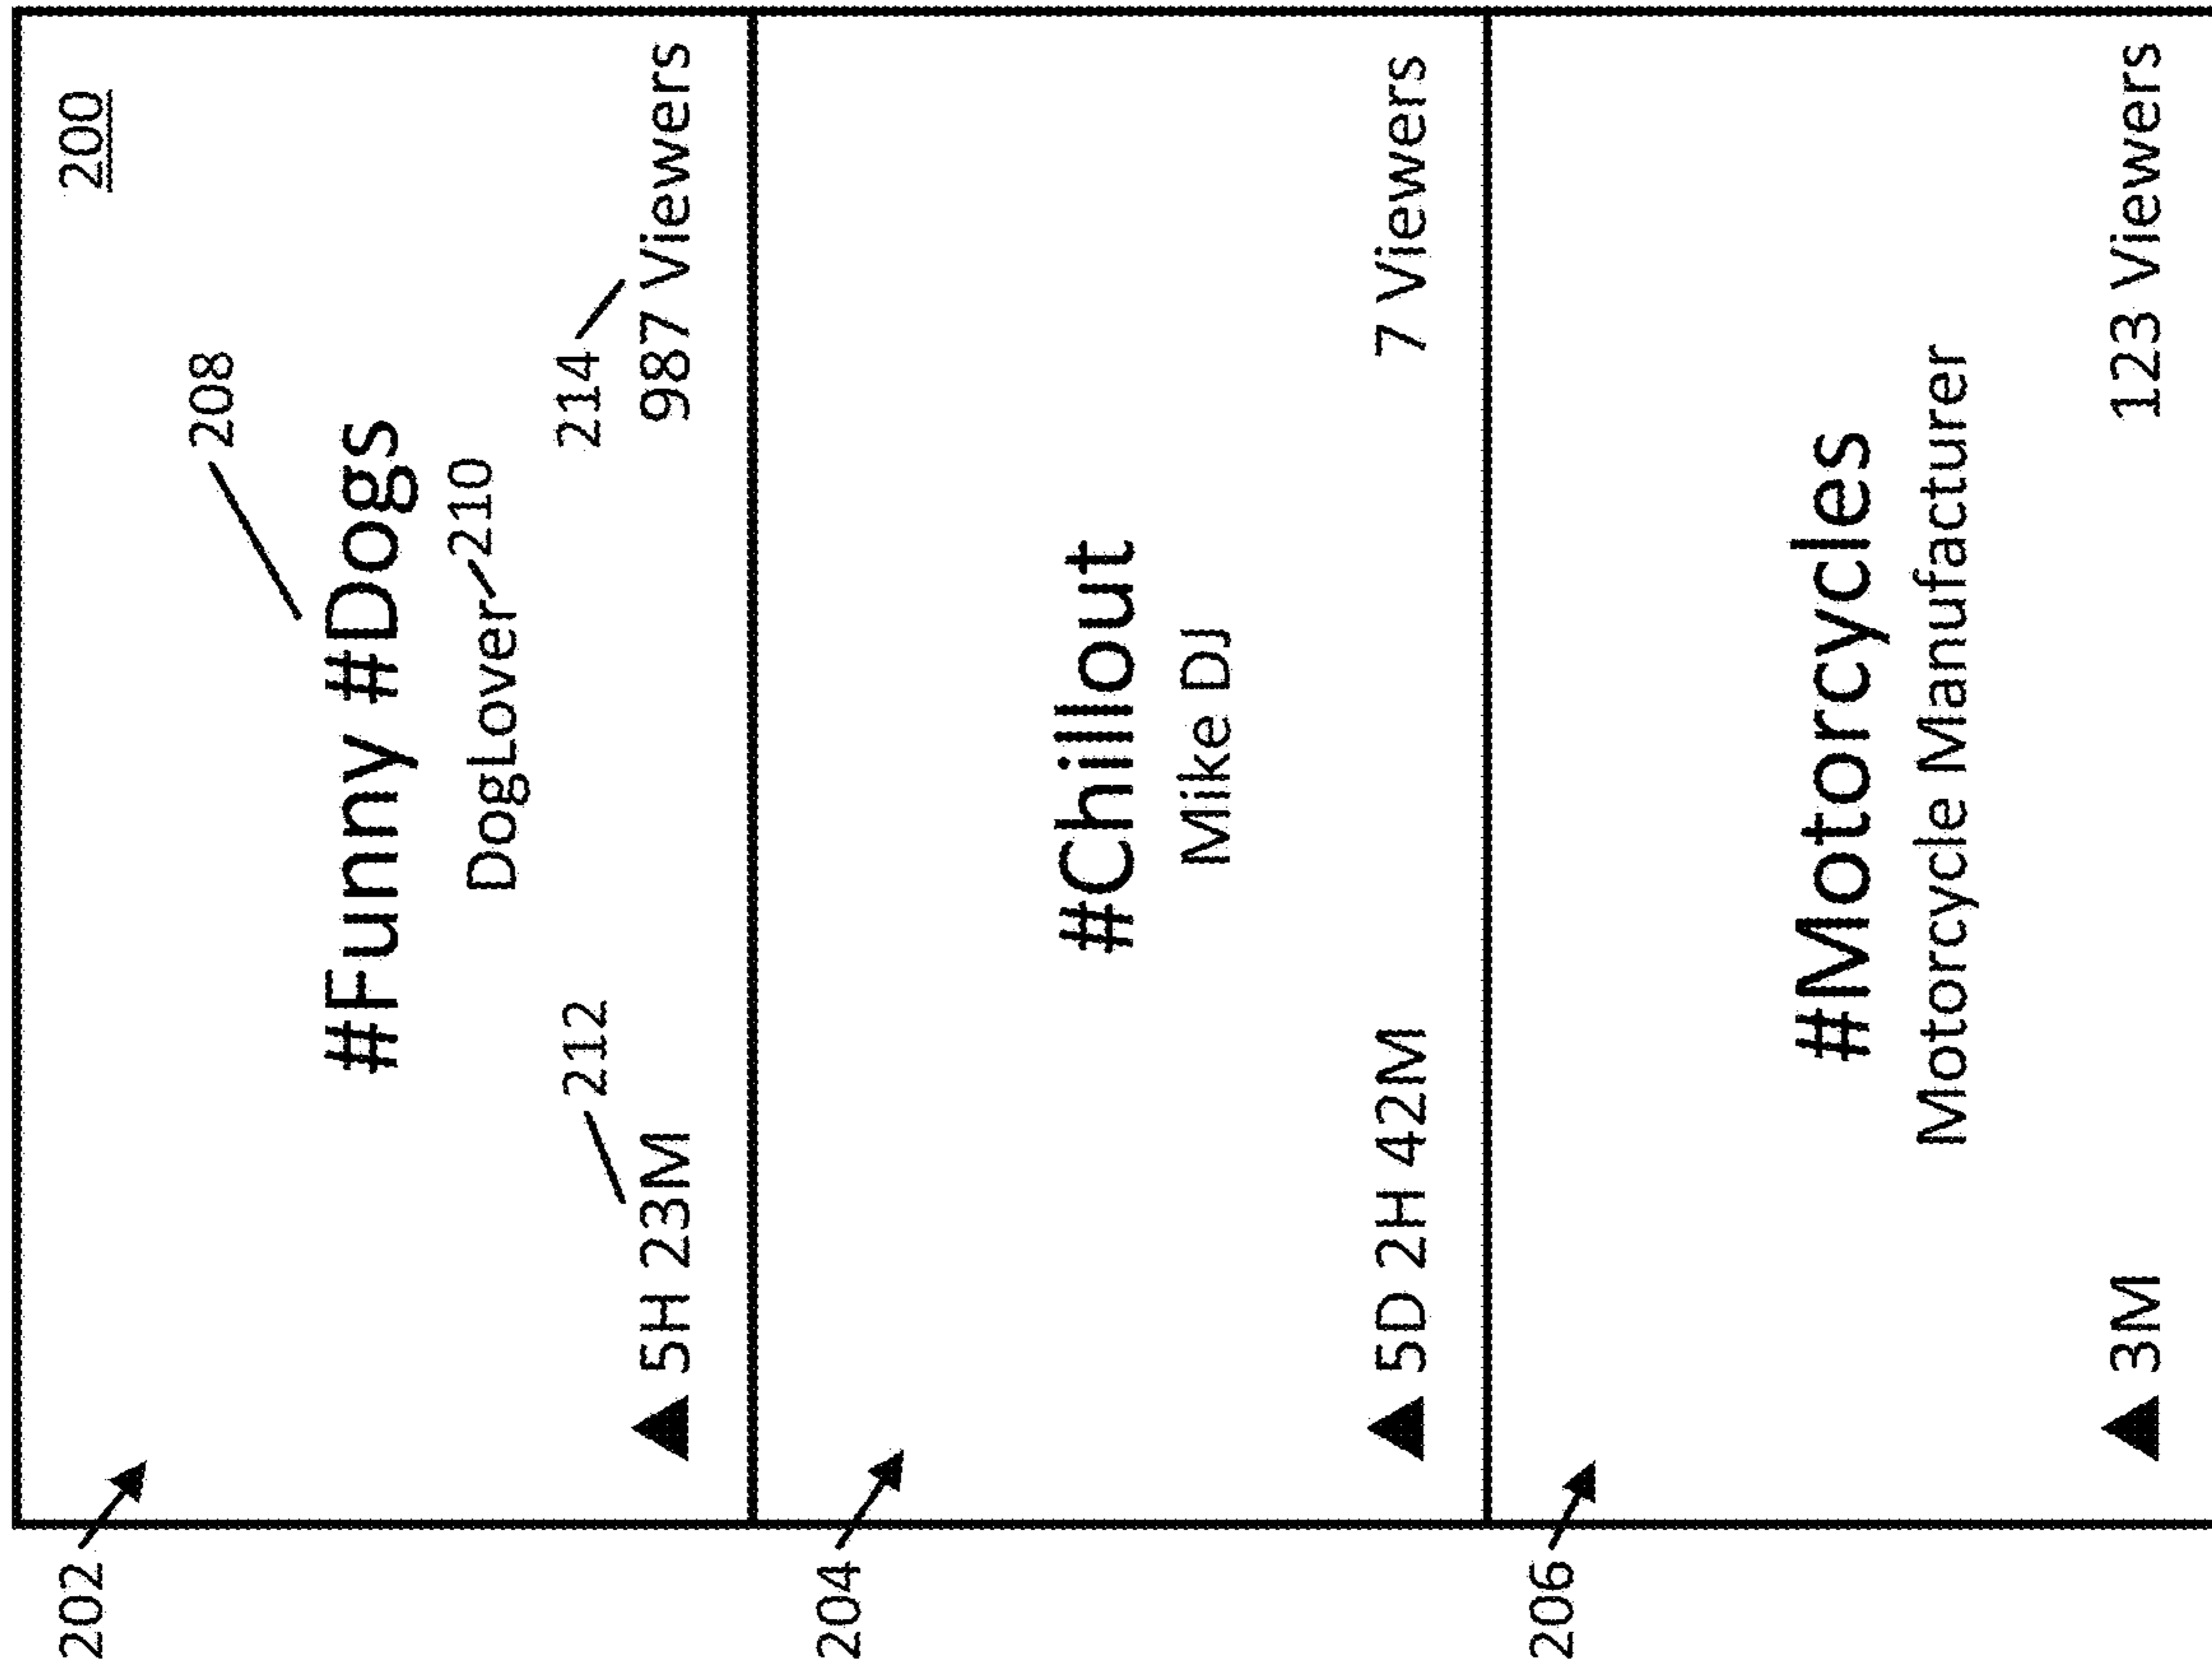 200
202
208
#Funny #Dogs
DogLover 210
212
214
5H 23M
987 Viewers
204
#Chillout
Mike DJ
5D 2H 42M
7 Viewers
206
#Motorcycles
Motorcycle Manufacturer
3M
123 Viewers